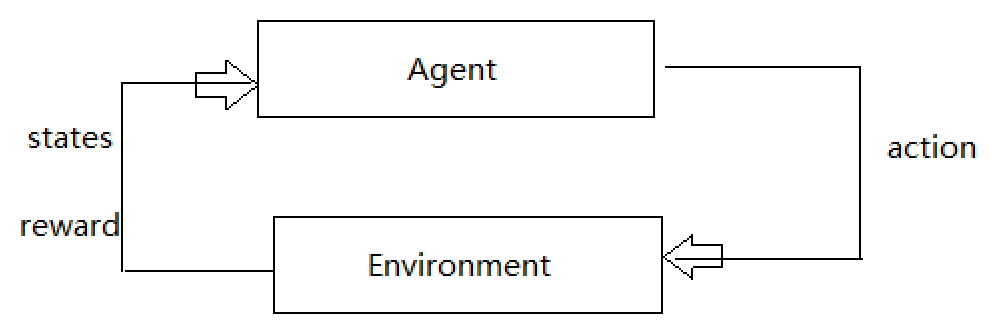 Agent
states
action
reward
Environment